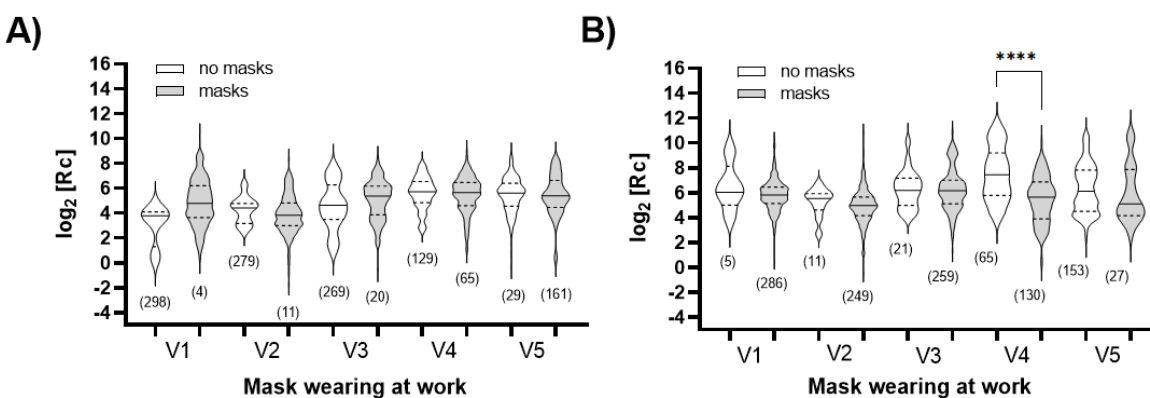 A)
16
14
12
10
8
6
4
2
0
-2
-4
log2 [Rc]
no masks
masks
(298)
(4)
(279)
(11)
(269)
(20)
(129)
(65)
(29)
(161)
V1
V2
V3
V4
V5
Mask wearing at work
B)
16
14
12
10
8
6
4
2
0
-2
-4
log2 [Rc]
no masks
masks
****
(5)
(286)
(11)
(249)
(21)
(259)
(65)
(130)
(153)
(27)
V1
V2
V3
V4
V5
Mask wearing at work